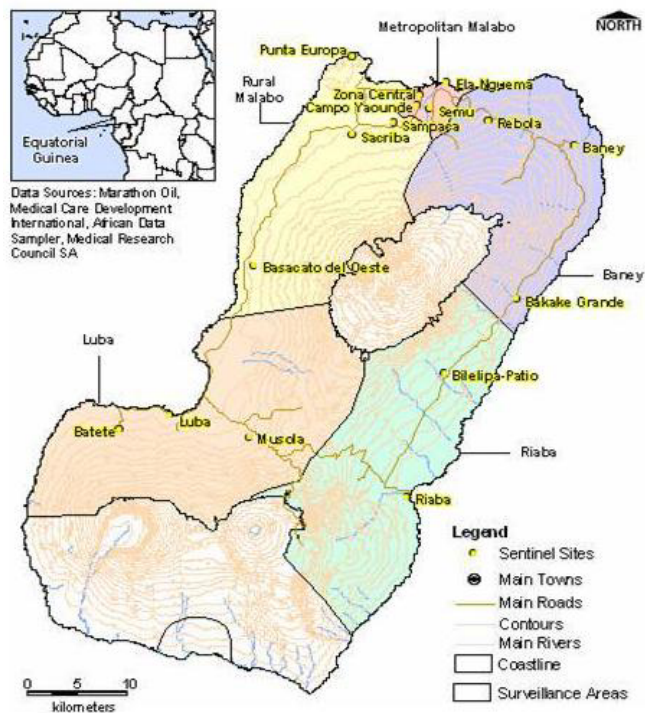 Metropolitan Malabo
NORTH
Punta Europa
Ela Nguema
Rural
Malabo
Zona Central
Campo Yaounde
Semu
Sampaca
Rebola
Sacriba
Baney
Equatorial
Guinea
Data Sources: Marathon Oil,
Medical Care Development
International, African Data
Sampler, Medical Research
Council SA
Basacato del Oeste
Baney
Bakake Grande
Luba
Bilelipa-Patio
Luba
Batete
Musola
Riaba
Riaba
Legend
Sentinel Sites
Main Towns
Main Roads
Contours
Main Rivers
Coastline
Surveillance Areas
0 5 10
kilometers